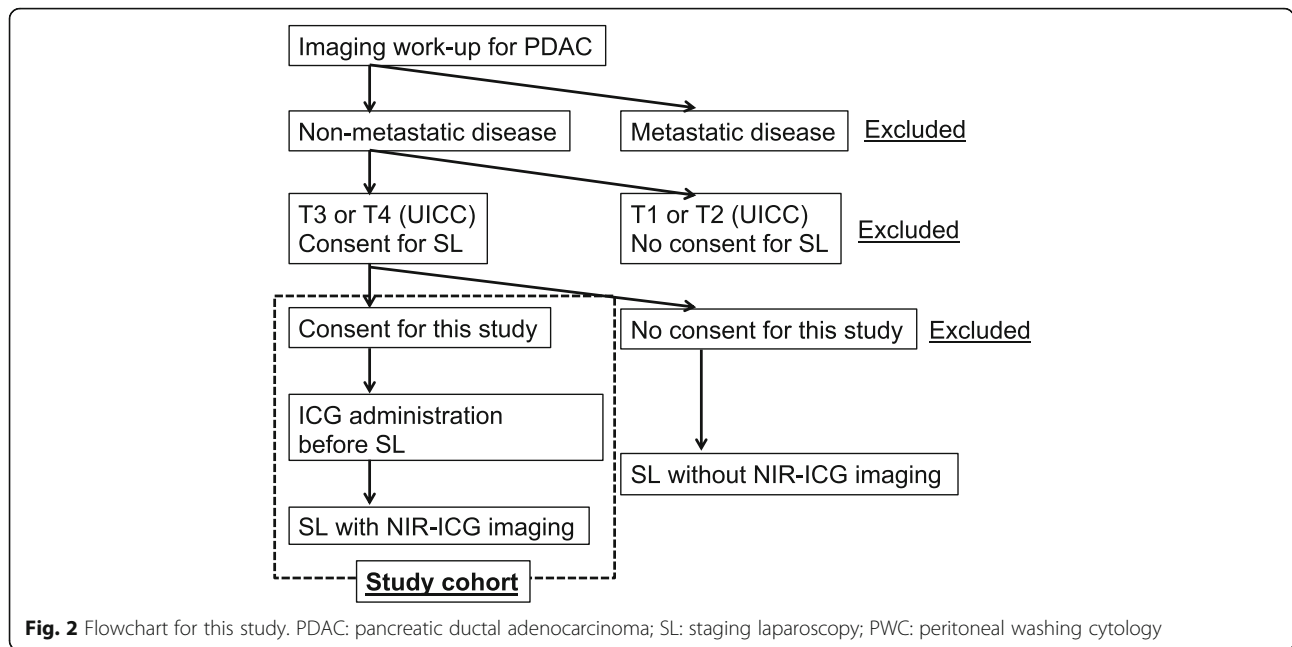 Imaging work-up for PDAC
Non-metastatic disease
Metastatic disease
Excluded
T3 or T4 (UICC)
Consent for SL
T1 or T2 (UICC)
No consent for SL
Excluded
Consent for this study
No consent for this study
Excluded
ICG administration
before SL
SL without NIR-ICG imaging
SL with NIR-ICG imaging
Study cohort
Fig. 2 Flowchart for this study. PDAC: pancreatic ductal adenocarcinoma; SL: staging laparoscopy; PWC: peritoneal washing cytology